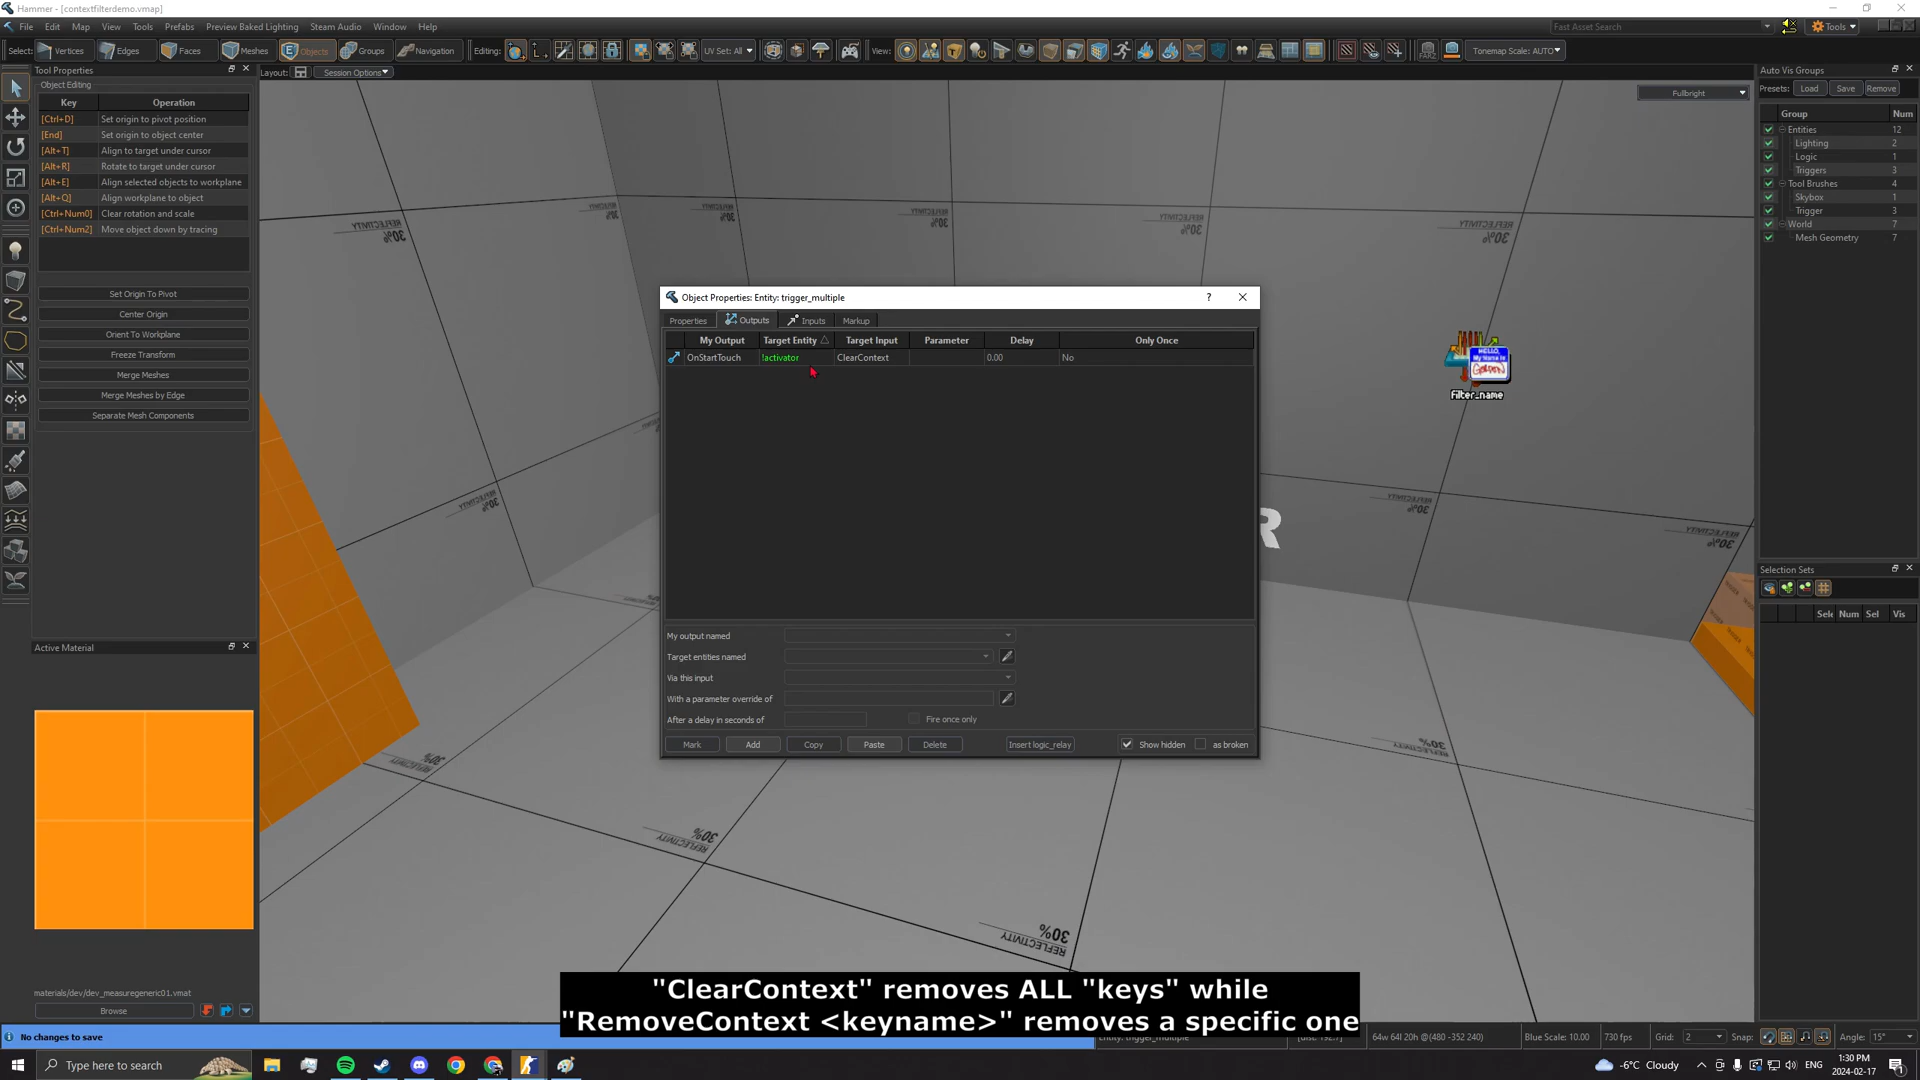 Hammer - [contextfilterdemo.vmap]
File Edit Map View Tools Prefabs Preview Baked Lighting Steam Audio Window Help
Fast Asset Search
Tools
Select: Vertices Edges Faces Meshes Objects Groups Navigation Editing: UV Set: All View: Tonemap Scale: AUTO
Tool Properties
Layout: Session Options
Auto Vis Groups
Object Editing
Presets: Load Save Remove
Fullbright
Key Operation
[Ctrl+D] Set origin to pivot position
[End] Set origin to object center
[Alt+T] Align to target under cursor
[Alt+R] Rotate to target under cursor
[Alt+E] Align selected objects to workplane
[Alt+Q] Align workplane to object
[Ctrl+Num0] Clear rotation and scale
[Ctrl+Num2] Move object down by tracing
Group Num
Entities 12
Lighting 2
Logic 1
Triggers 3
Tool Brushes 4
Skybox 1
Trigger 3
World 7
Mesh Geometry 7
Set Origin To Pivot
Center Origin
Orient To Workplane
Freeze Transform
Merge Meshes
Merge Meshes by Edge
Separate Mesh Components
REFLECTIVITY 30%
Object Properties: Entity: trigger_multiple
Properties Outputs Inputs Markup
My Output Target Entity Target Input Parameter Delay Only Once
OnStartTouch !activator ClearContext 0.00 No
HELLO, My Name is
GORDON
filter_name
R
My output named
Target entities named
Via this input
With a parameter override of
After a delay in seconds of Fire once only
Mark Add Copy Paste Delete Insert logic_relay Show hidden as broken
Selection Sets
Sek Num Sel Vis
Active Material
materials/dev/dev_measuregeneric01.vmat
Browse
"ClearContext" removes ALL "keys" while
"RemoveContext <keyname>" removes a specific one
No changes to save
Entity: trigger_multiple
64w 64l 20h @(480 -352 240) Blue Scale: 10.00 730 fps Grid: 2 Angle: 15°
Type here to search
-6°C Cloudy
ENG
1:30 PM
2024-02-17